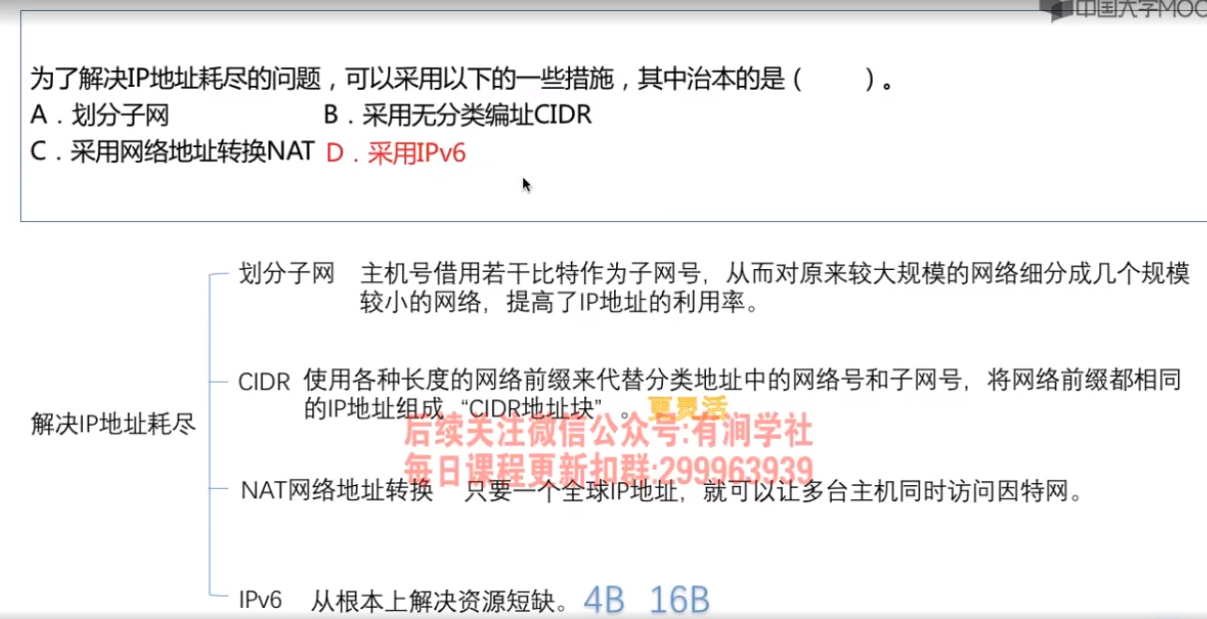 中国大学MOO
为了解决IP地址耗尽的问题，可以采用以下的一些措施，其中治本的是（　　）。
A．划分子网　　B．采用无分类编址CIDR
C．采用网络地址转换NAT　D．采用IPv6
划分子网　主机号借用若干比特作为子网号，从而对原来较大规模的网络细分成几个规模
较小的网络，提高了IP地址的利用率。
CIDR　使用各种长度的网络前缀来代替分类地址中的网络号和子网号，将网络前缀都相同
的IP地址组成“CIDR地址块”。更灵活
解决IP地址耗尽
后续关注微信公众号:有涧学社
每日课程更新扣群:299963939
NAT网络地址转换　只要一个全球IP地址，就可以让多台主机同时访问因特网。
IPv6　从根本上解决资源短缺。4B　16B